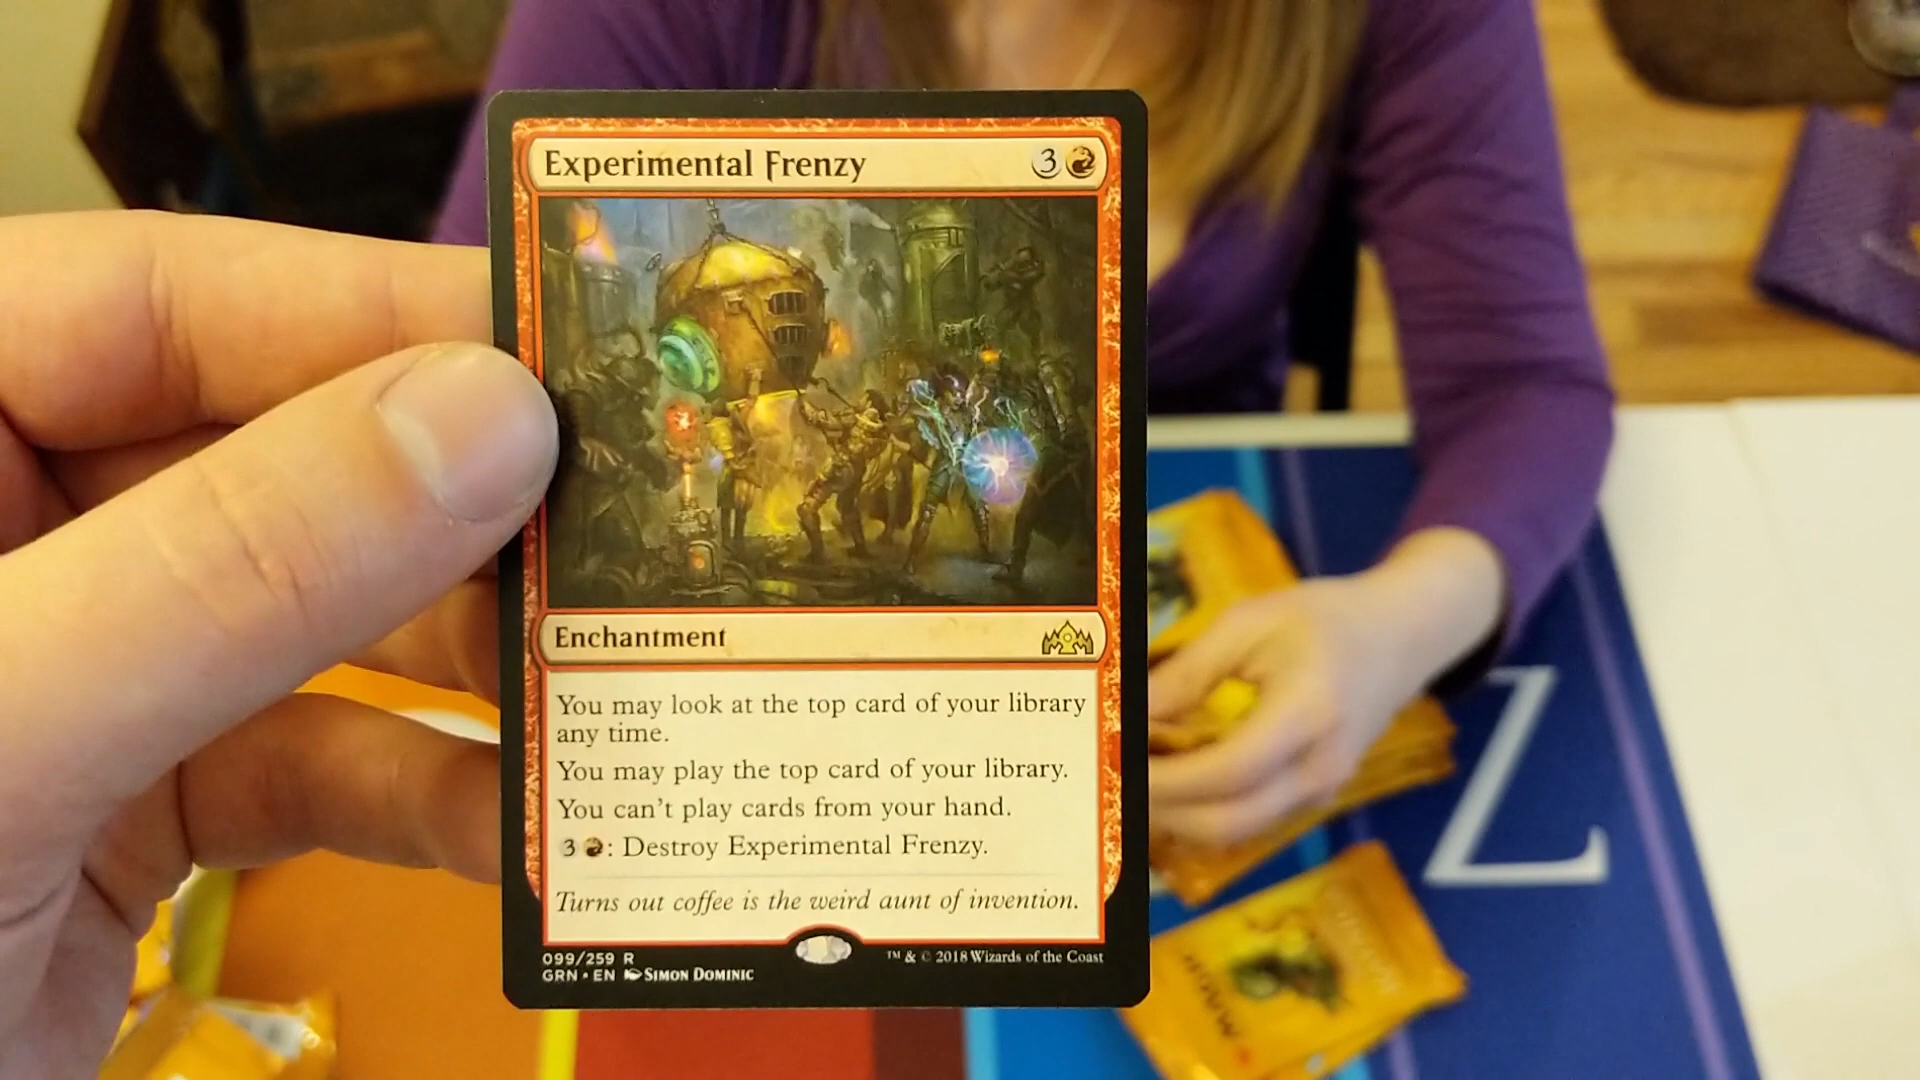 Experimental Frenzy 3
Enchantment
You may look at the top card of your library
any time.
You may play the top card of your library.
You can't play cards from your hand.
3 : Destroy Experimental Frenzy.
Turns out coffee is the weird aunt of invention.
099/259 R
GRN • EN SIMON DOMINIC
™ & © 2018 Wizards of the Coast
Z
MAGIC